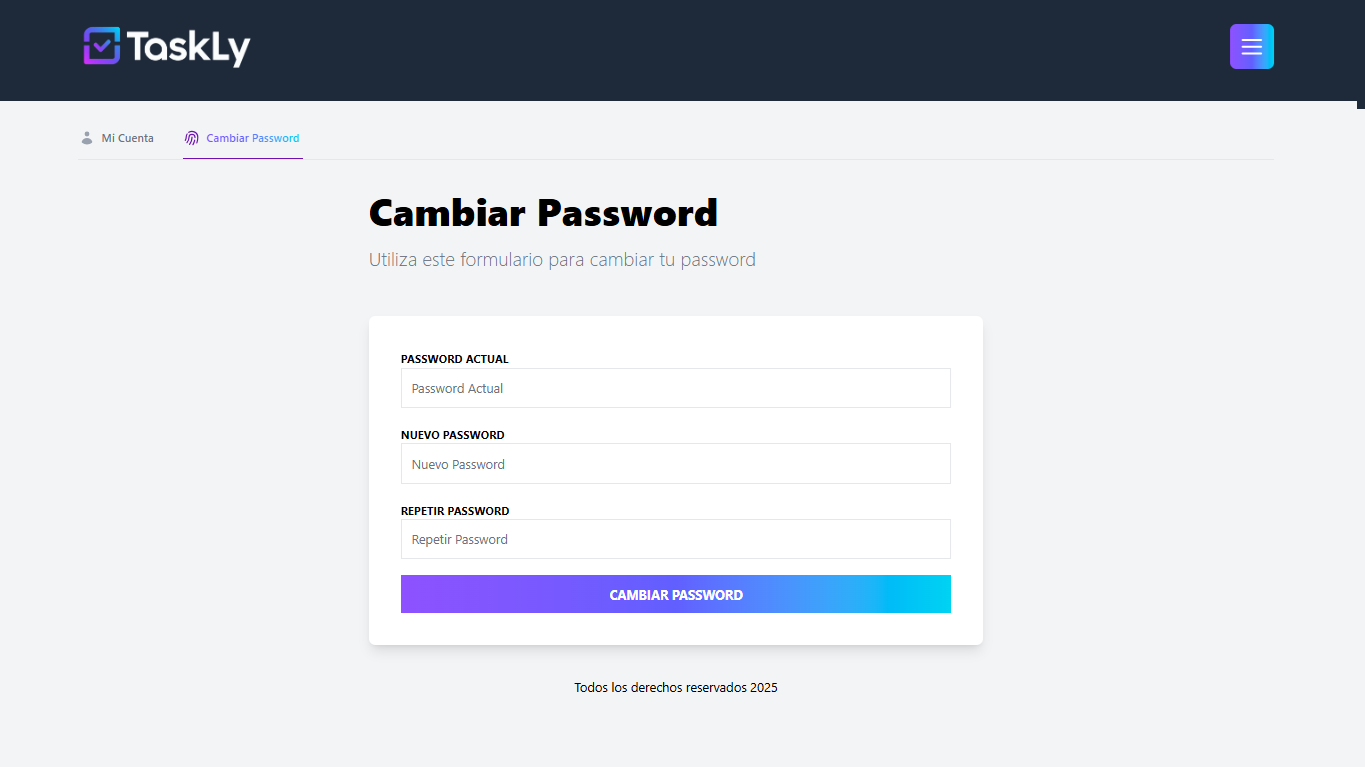 TaskLy
Mi Cuenta
Cambiar Password
Cambiar Password
Utiliza este formulario para cambiar tu password
PASSWORD ACTUAL
Password Actual
NUEVO PASSWORD
Nuevo Password
REPETIR PASSWORD
Repetir Password
CAMBIAR PASSWORD
Todos los derechos reservados 2025